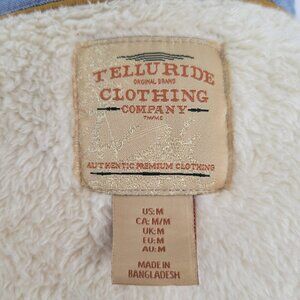 TELLURIDE
ORIGINAL BRAND
CLOTHING
COMPANY
AUTHENTIC PREMIUM CLOTHING
US: M
CA: M/M
UK: M
EU: M
AU: M
MADE IN
BANGLADESH